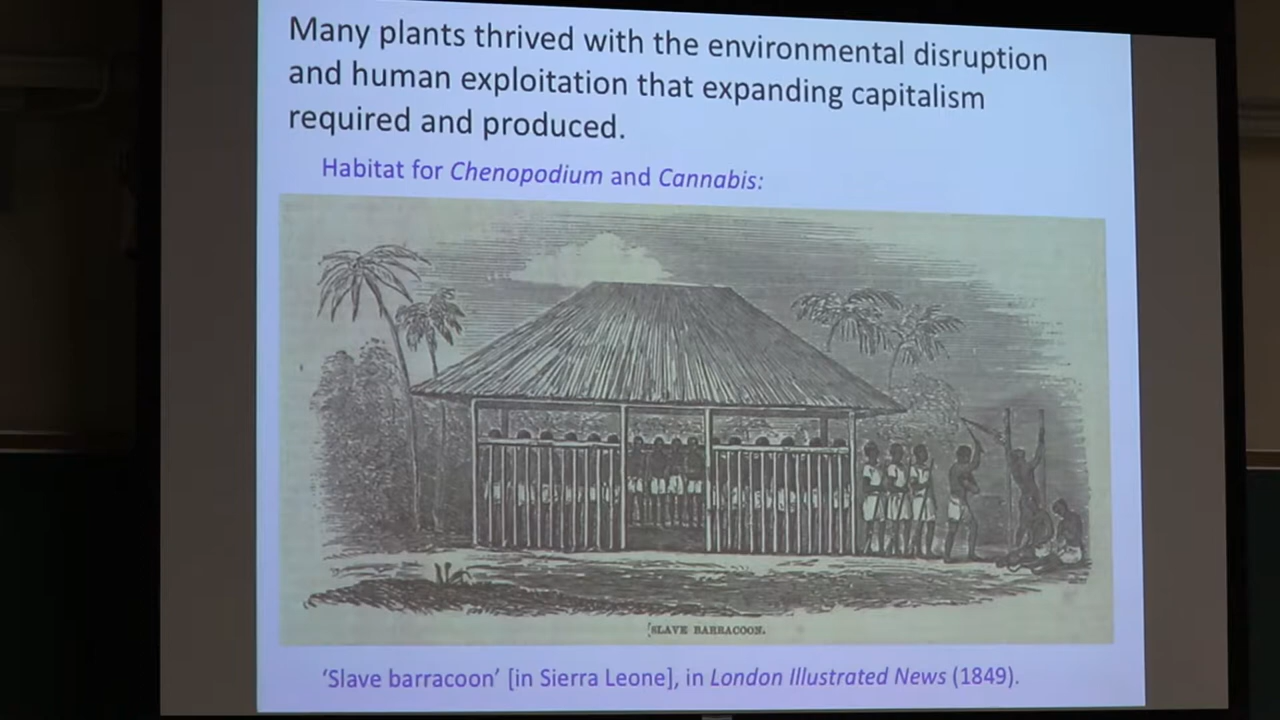 Many plants thrived with the environmental disruption
and human exploitation that expanding capitalism
required and produced.
Habitat for Chenopodium and Cannabis:
SLAVE BARRACOON.
‘Slave barracoon’ [in Sierra Leone], in London Illustrated News (1849).